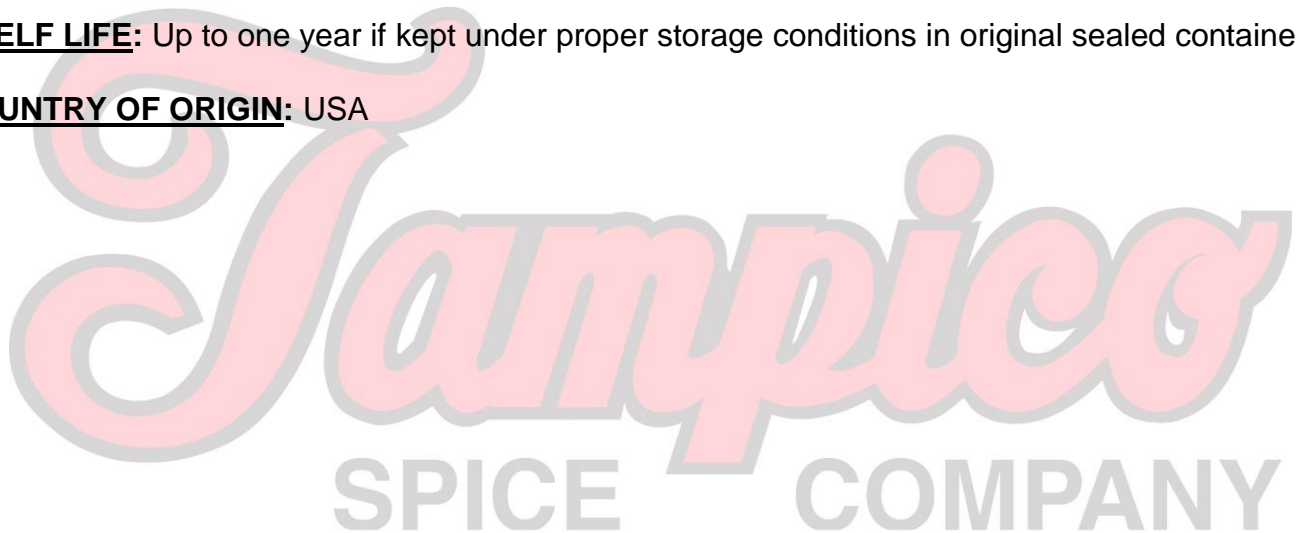 ELF LIFE: Up to one year if kept under proper storage conditions in original sealed containe
UNTRY OF ORIGIN: USA
Tampico
SPICE COMPANY